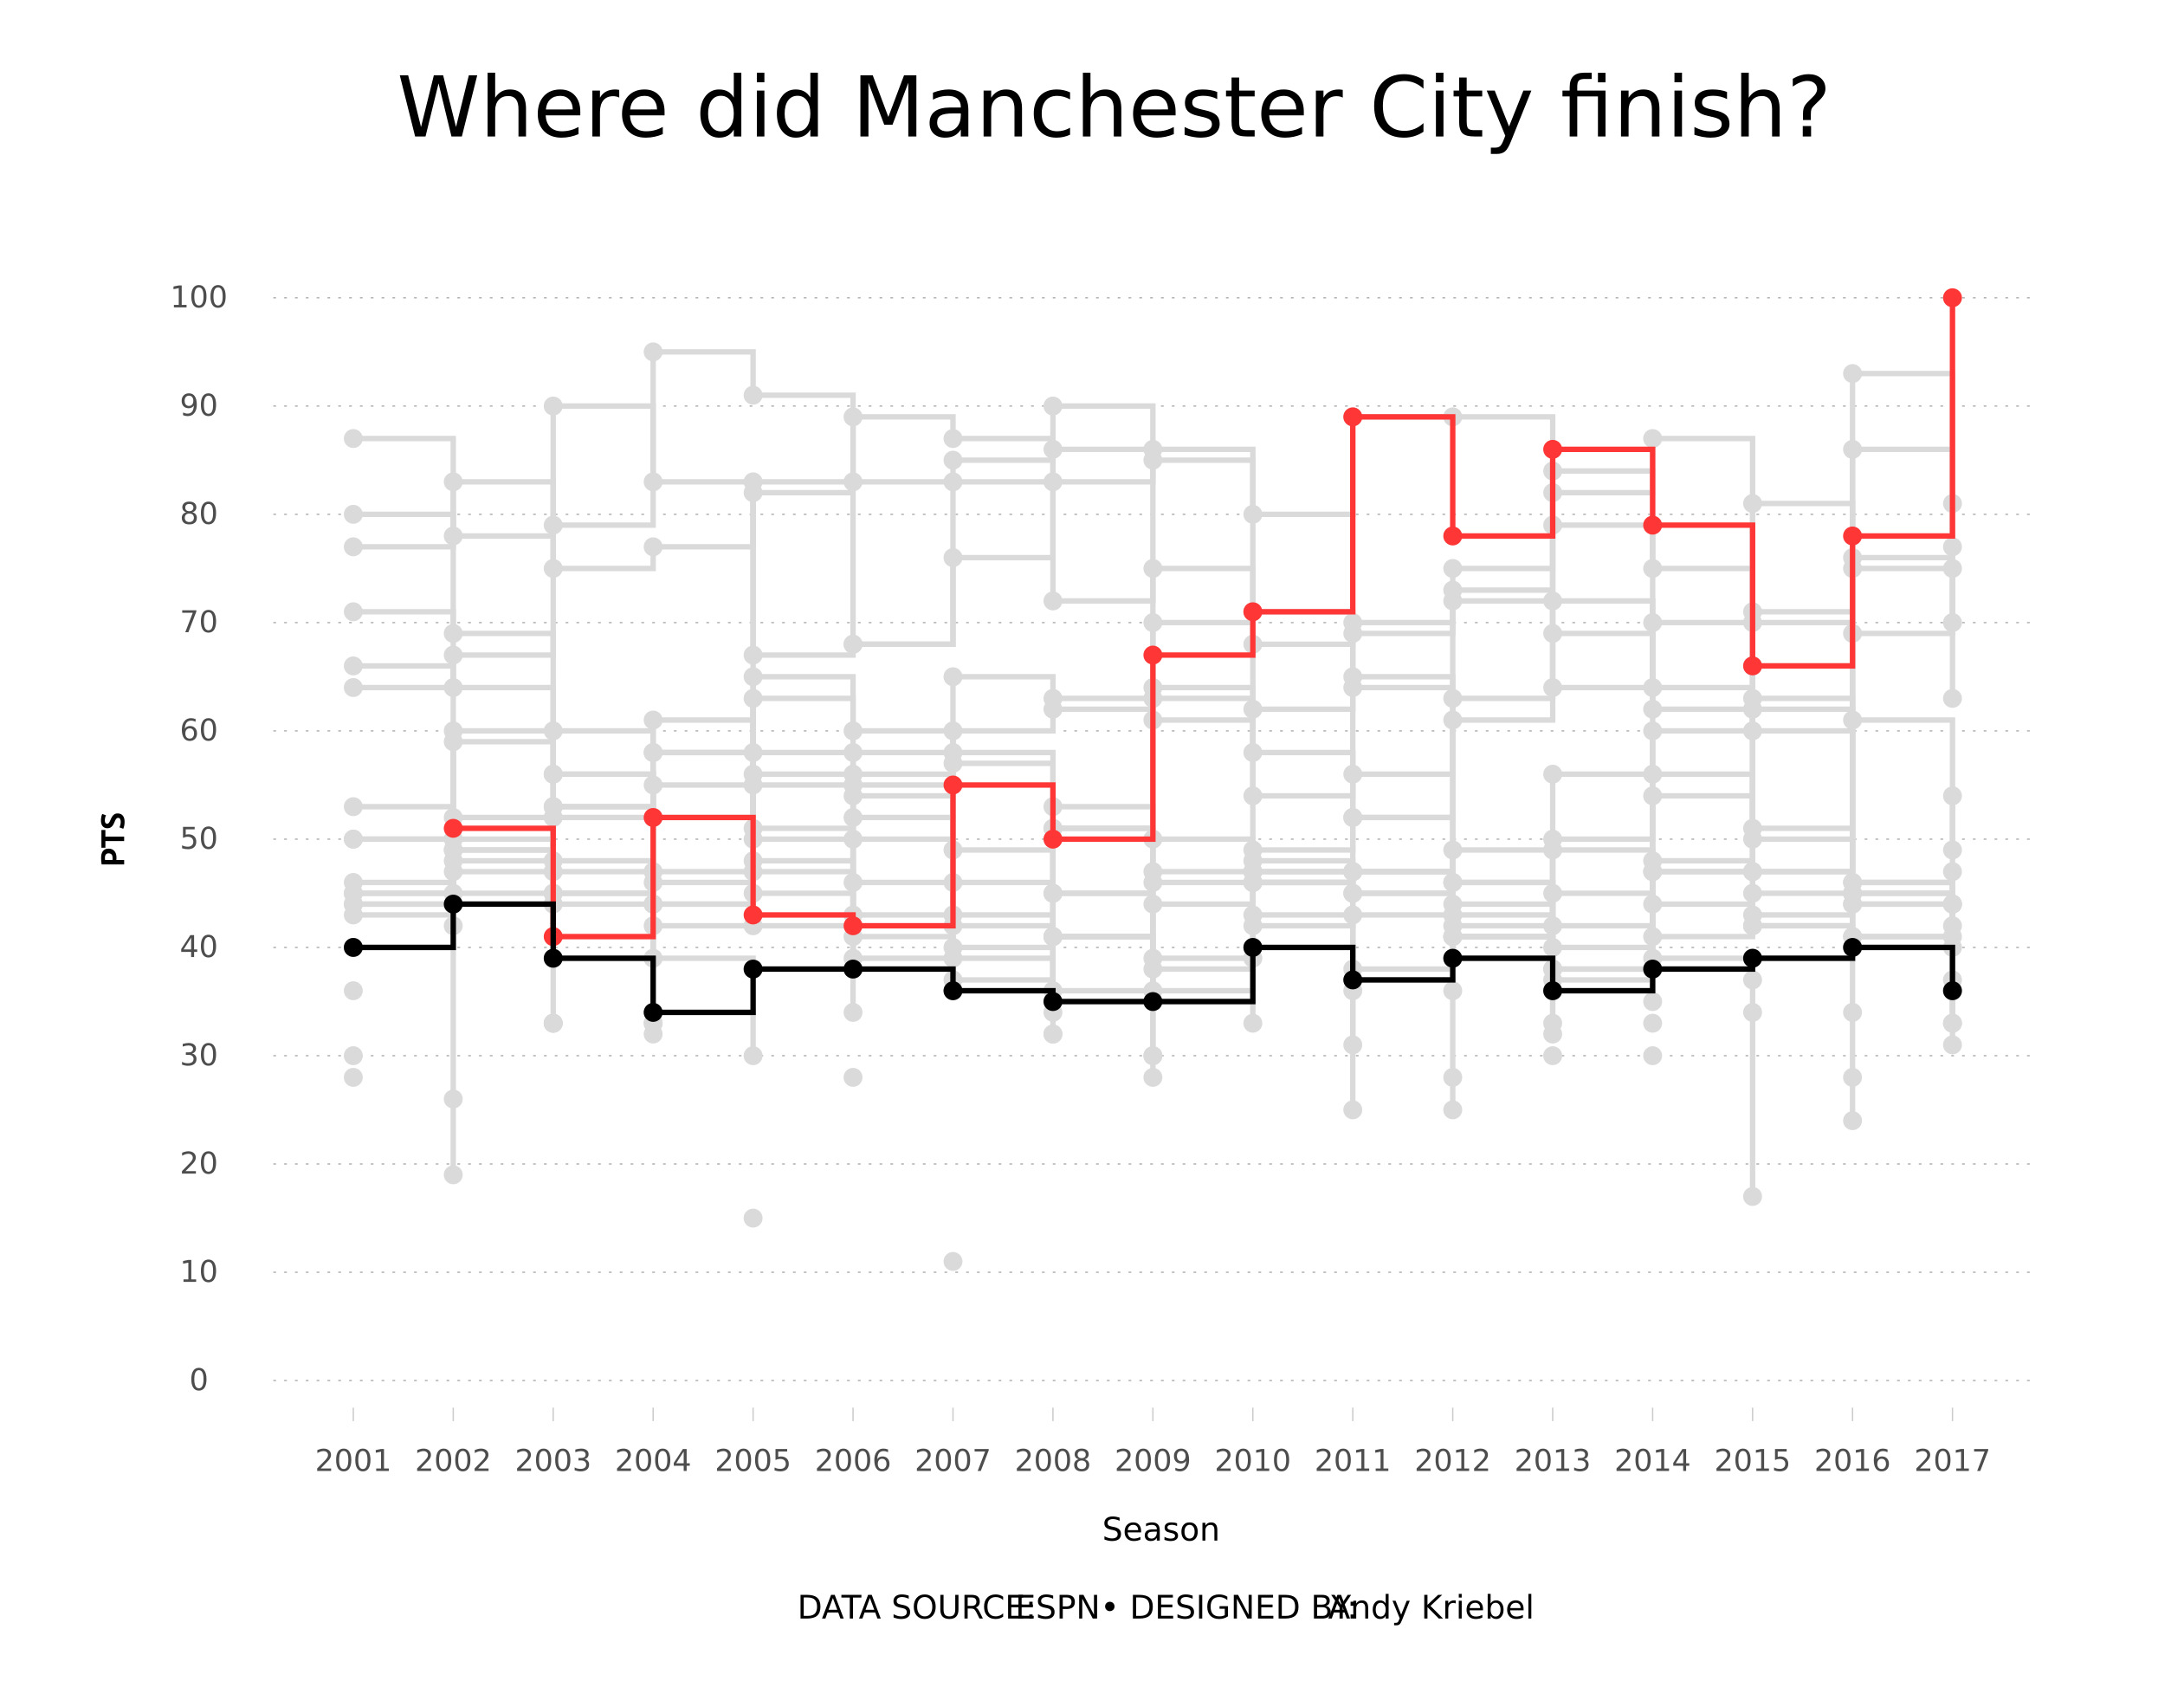 Where did Manchester City finish?
100
90
80
70
60
50
40
30
20
10
0
PTS
2001 2002 2003 2004 2005 2006 2007 2008 2009 2010 2011 2012 2013 2014 2015 2016 2017
Season
DATA SOURCE: ESPN • DESIGNED BY: Andy Kriebel